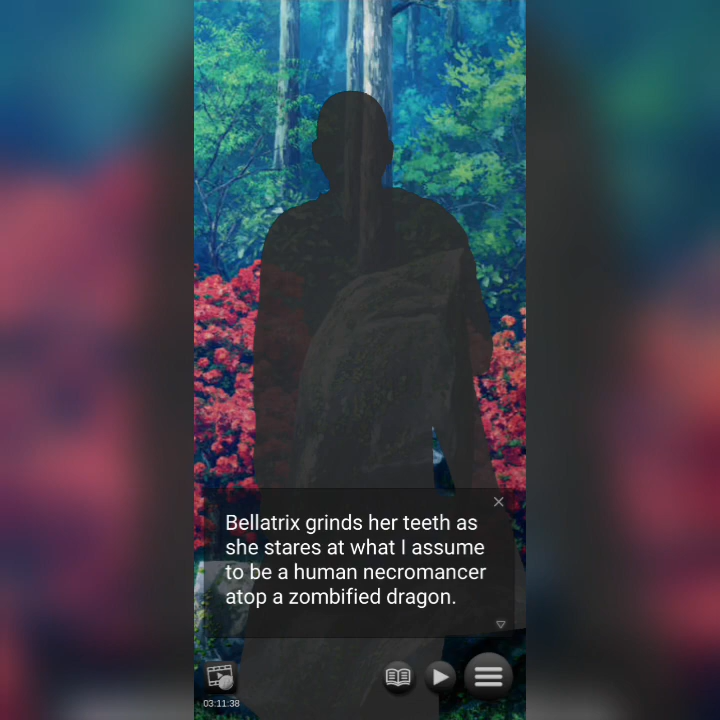 Bellatrix grinds her teeth as
she stares at what I assume
to be a human necromancer
atop a zombified dragon.
03:11:38